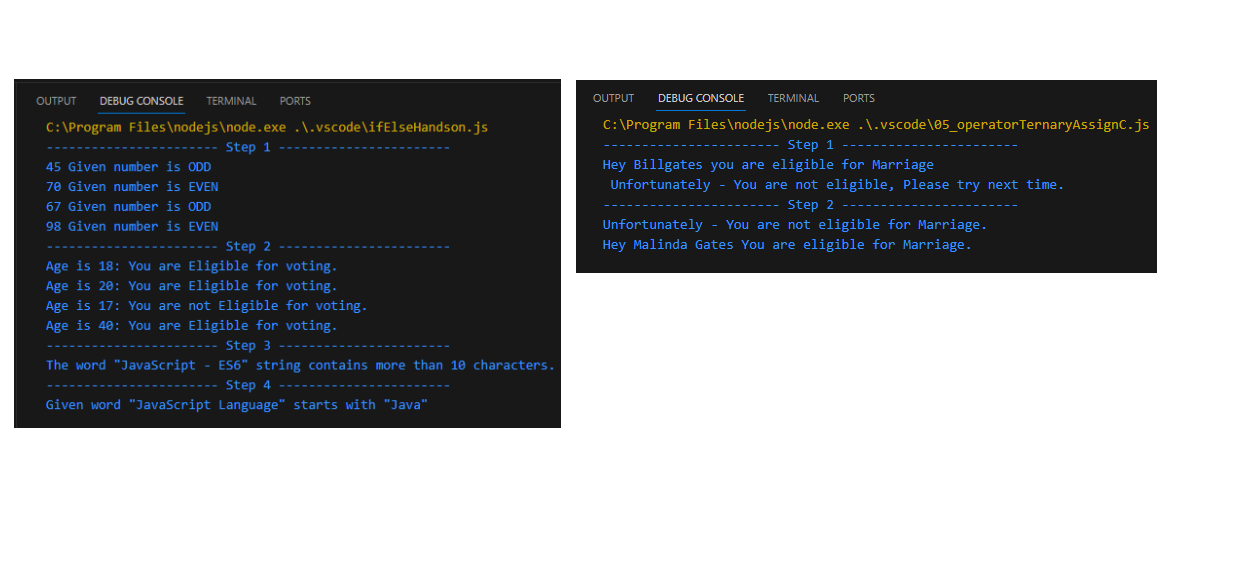 OUTPUT DEBUG CONSOLE TERMINAL PORTS
C:\Program Files\nodejs\node.exe .\.vscode\ifElseHandson.js
----------------------- Step 1 -----------------------
45 Given number is ODD
70 Given number is EVEN
67 Given number is ODD
98 Given number is EVEN
----------------------- Step 2 -----------------------
Age is 18: You are Eligible for voting.
Age is 20: You are Eligible for voting.
Age is 17: You are not Eligible for voting.
Age is 40: You are Eligible for voting.
----------------------- Step 3 -----------------------
The word "JavaScript - ES6" string contains more than 10 characters.
----------------------- Step 4 -----------------------
Given word "JavaScript Language" starts with "Java"
OUTPUT DEBUG CONSOLE TERMINAL PORTS
C:\Program Files\nodejs\node.exe .\.vscode\05_operatorTernaryAssignC.js
----------------------- Step 1 -----------------------
Hey Billgates you are eligible for Marriage
 Unfortunately - You are not eligible, Please try next time.
----------------------- Step 2 -----------------------
Unfortunately - You are not eligible for Marriage.
Hey Malinda Gates You are eligible for Marriage.